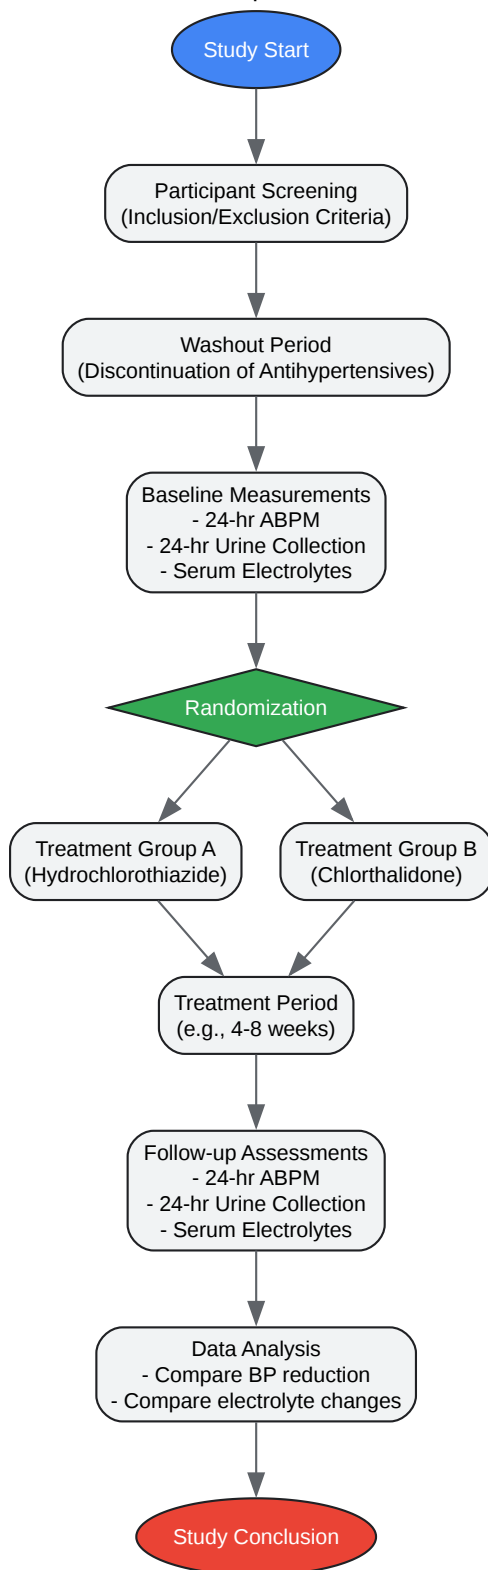 Study Start
Participant Screening
(Inclusion/Exclusion Criteria)
Washout Period
(Discontinuation of Antihypertensives)
Baseline Measurements
- 24-hr ABPM
- 24-hr Urine Collection
- Serum Electrolytes
Randomization
Treatment Group A
(Hydrochlorothiazide)
Treatment Group B
(Chlorthalidone)
Treatment Period
(e.g., 4-8 weeks)
Follow-up Assessments
- 24-hr ABPM
- 24-hr Urine Collection
- Serum Electrolytes
Data Analysis
- Compare BP reduction
- Compare electrolyte changes
Study Conclusion